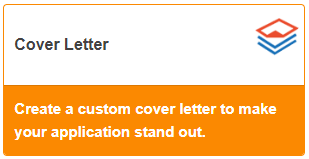 Cover Letter
Create a custom cover letter to make
your application stand out.